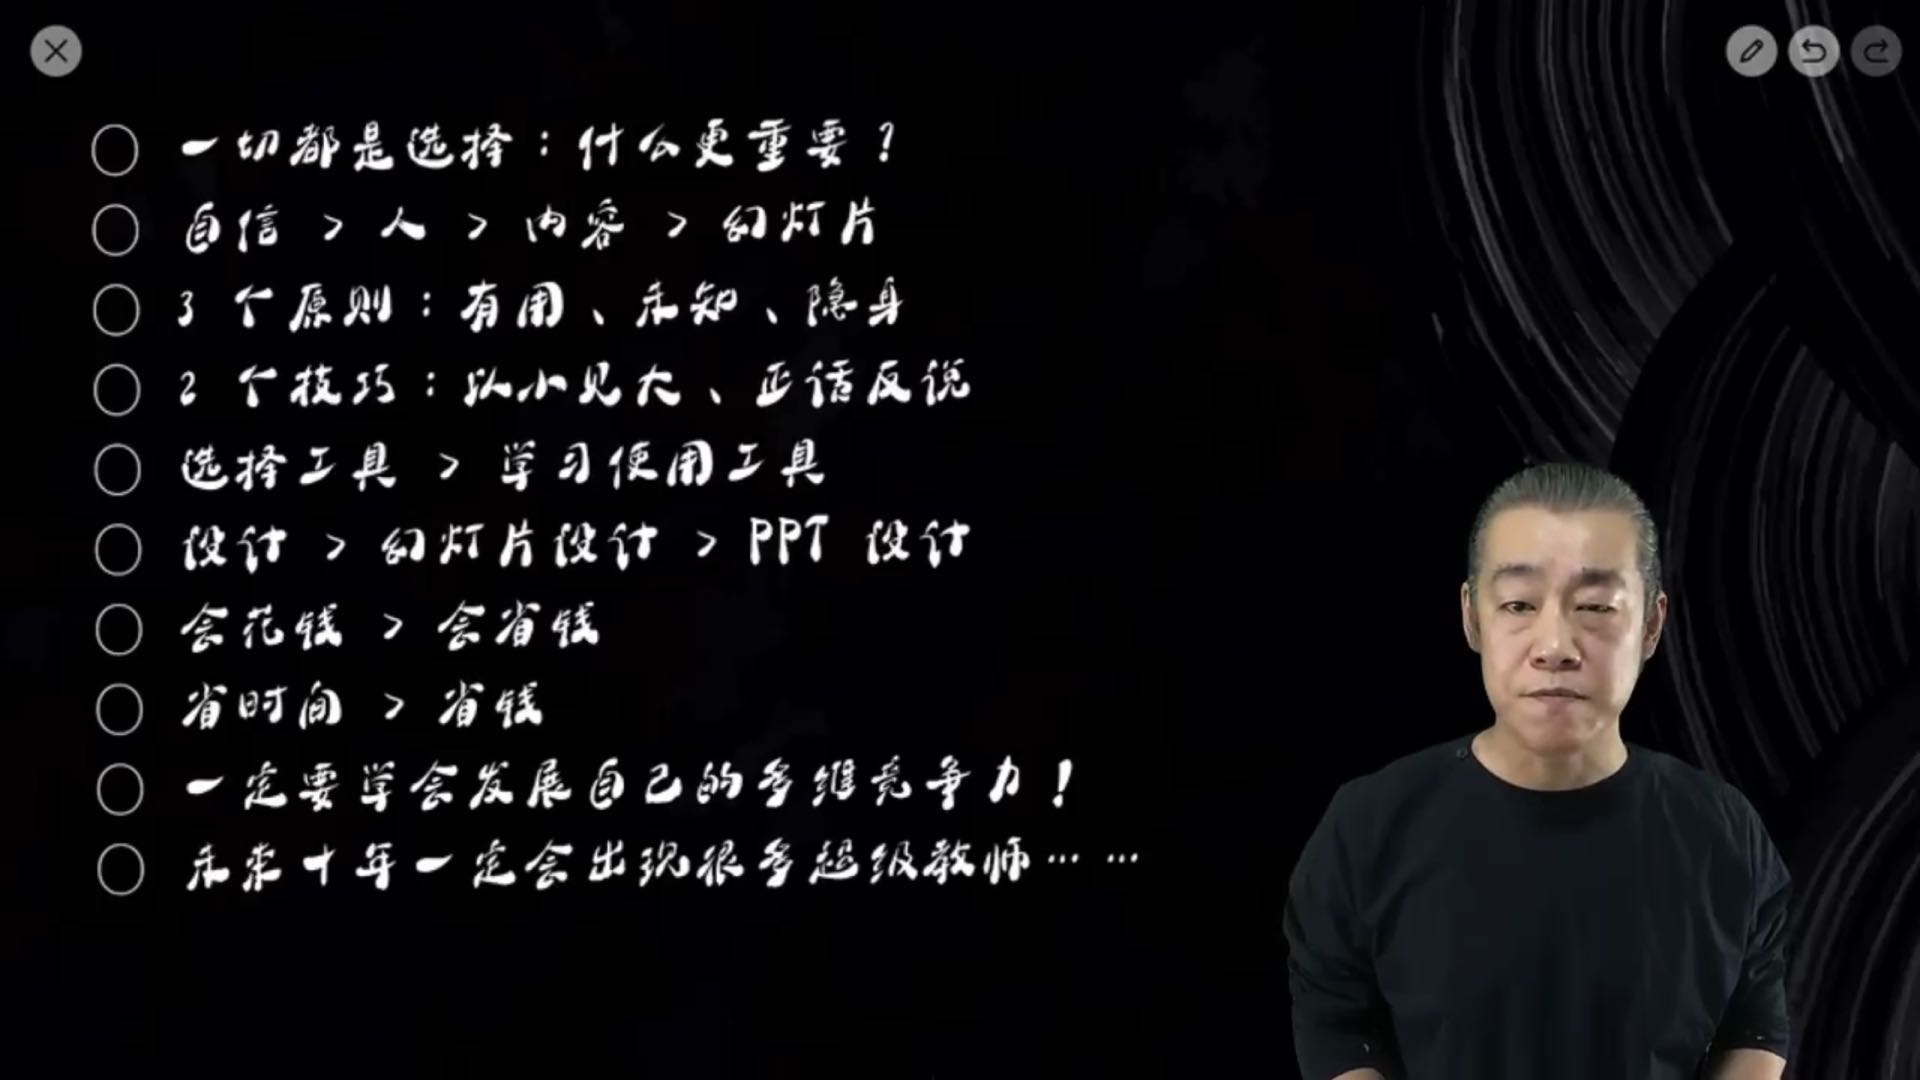 一切都是选择：什么更重要？
自信 > 人 > 内容 > 幻灯片
3 个原则：有用、未知、隐身
2 个技巧：以小见大、正话反说
选择工具 > 学习使用工具
设计 > 幻灯片设计 > PPT 设计
会花钱 > 会省钱
省时间 > 省钱
一定要学会发展自己的多维竞争力！
未来十年一定会出现很多超级教师……